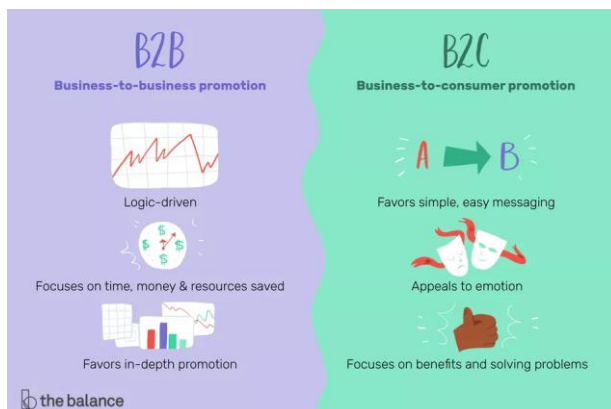 B2B
Business-to-business promotion
Logic-driven
$
$ $
$
Focuses on time, money & resources saved
Favors in-depth promotion
B2C
Business-to-consumer promotion
A B
Favors simple, easy messaging
Appeals to emotion
Focuses on benefits and solving problems
the balance